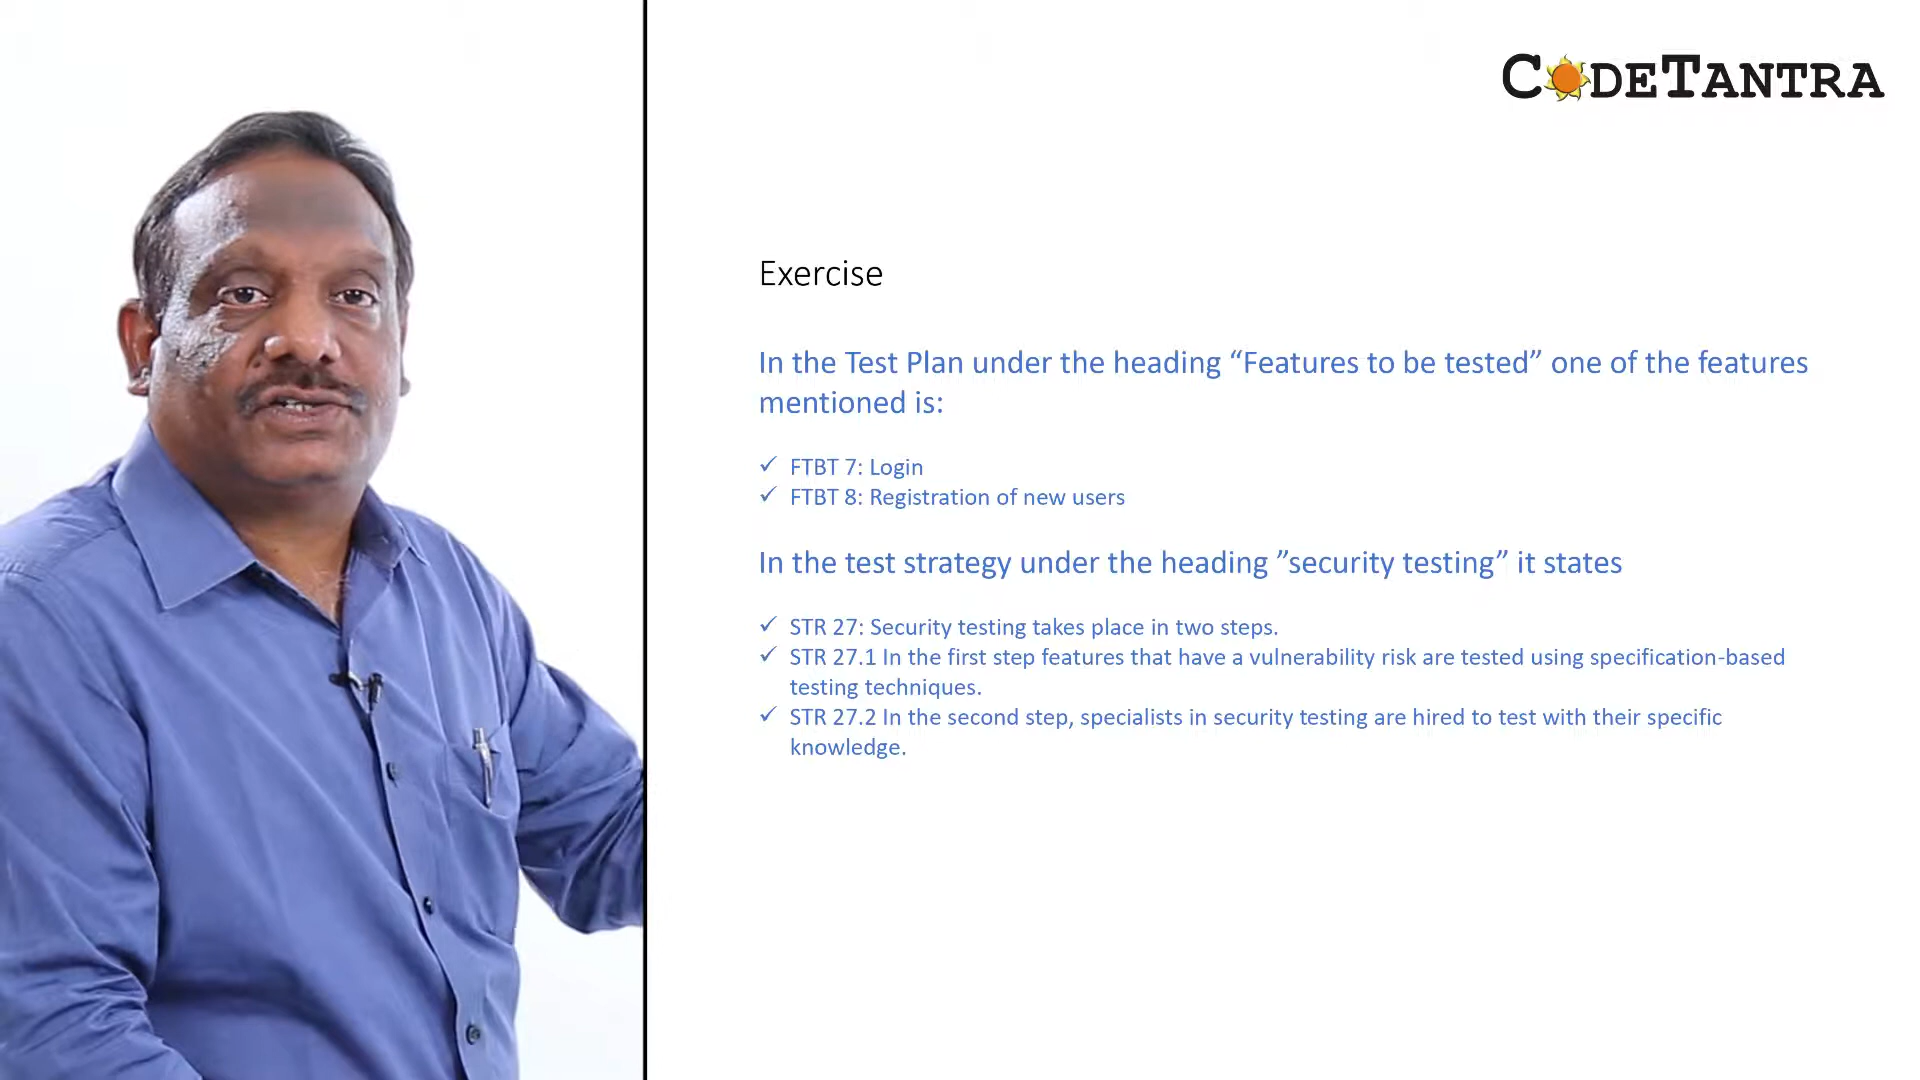 CODETANTRA
Exercise
In the Test Plan under the heading “Features to be tested” one of the features
mentioned is:
✓ FTBT 7: Login
✓ FTBT 8: Registration of new users
In the test strategy under the heading ”security testing” it states
✓ STR 27: Security testing takes place in two steps.
✓ STR 27.1 In the first step features that have a vulnerability risk are tested using specification-based
testing techniques.
✓ STR 27.2 In the second step, specialists in security testing are hired to test with their specific
knowledge.